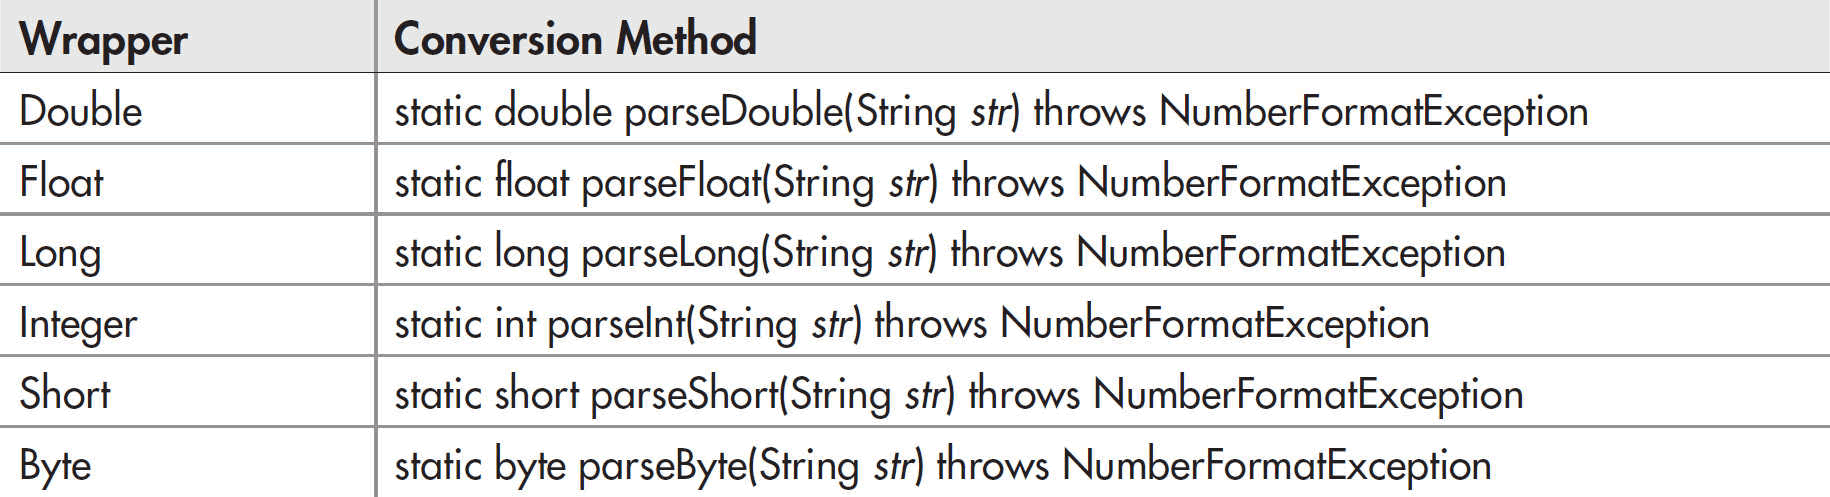 Wrapper Conversion Method
Double static double parseDouble(String str) throws NumberFormatException
Float static float parseFloat(String str) throws NumberFormatException
Long static long parseLong(String str) throws NumberFormatException
Integer static int parseInt(String str) throws NumberFormatException
Short static short parseShort(String str) throws NumberFormatException
Byte static byte parseByte(String str) throws NumberFormatException